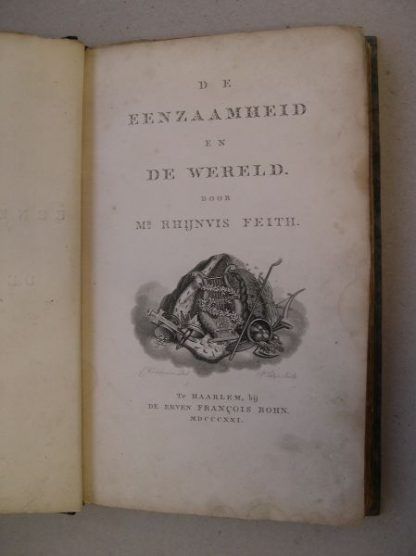 DE
EENZAAMHEID
EN
DE WERELD.
DOOR
Mr RHIJNVIS FEITH.
Te HAARLEM, bij
DE ERVEN FRANÇOIS BOHN.
MDCCCXXI.